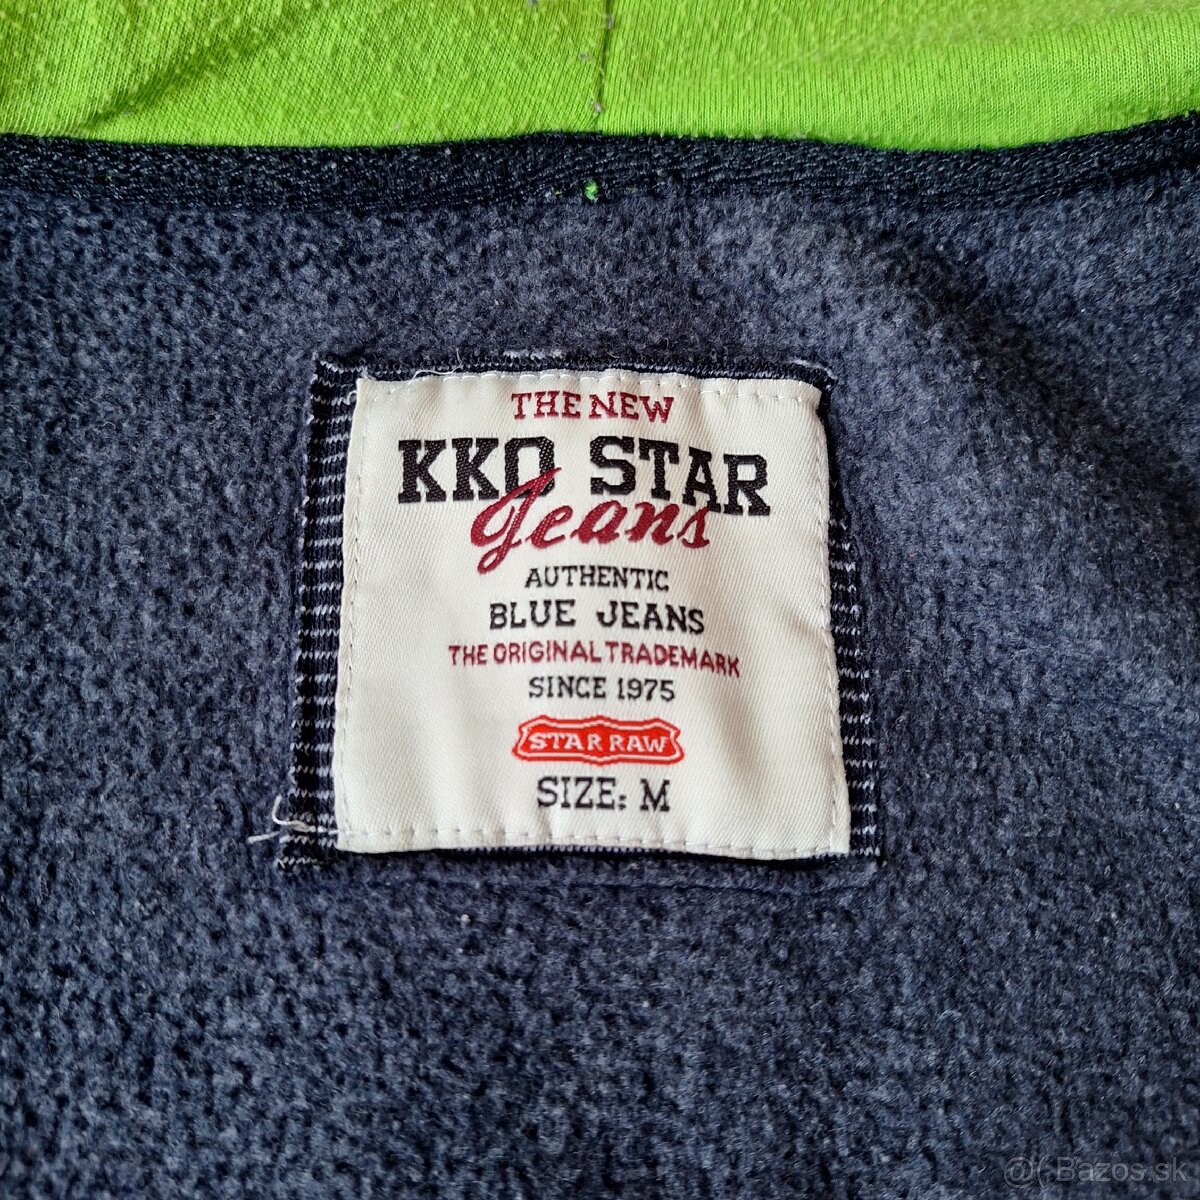 THE NEW
KKO STAR
Jeans
AUTHENTIC
BLUE JEANS
THE ORIGINAL TRADEMARK
SINCE 1975
STAR RAW
SIZE: M
@( Bazos.sk